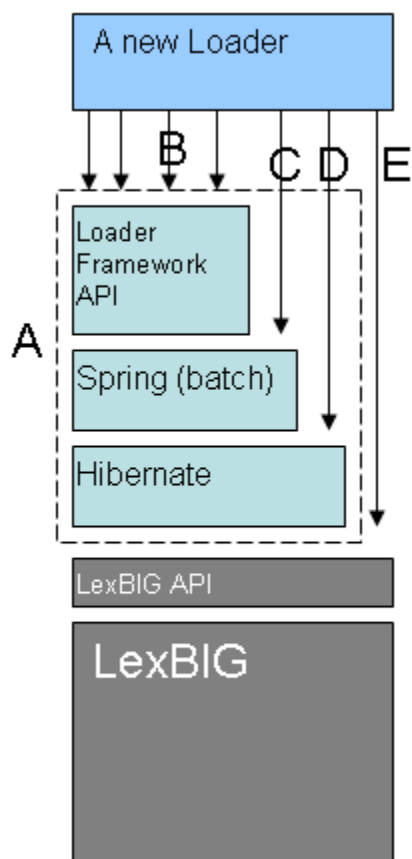 A new Loader
B
C
D
E
Loader
Framework
API
A
Spring (batch)
Hibernate
LexBIG API
LexBIG